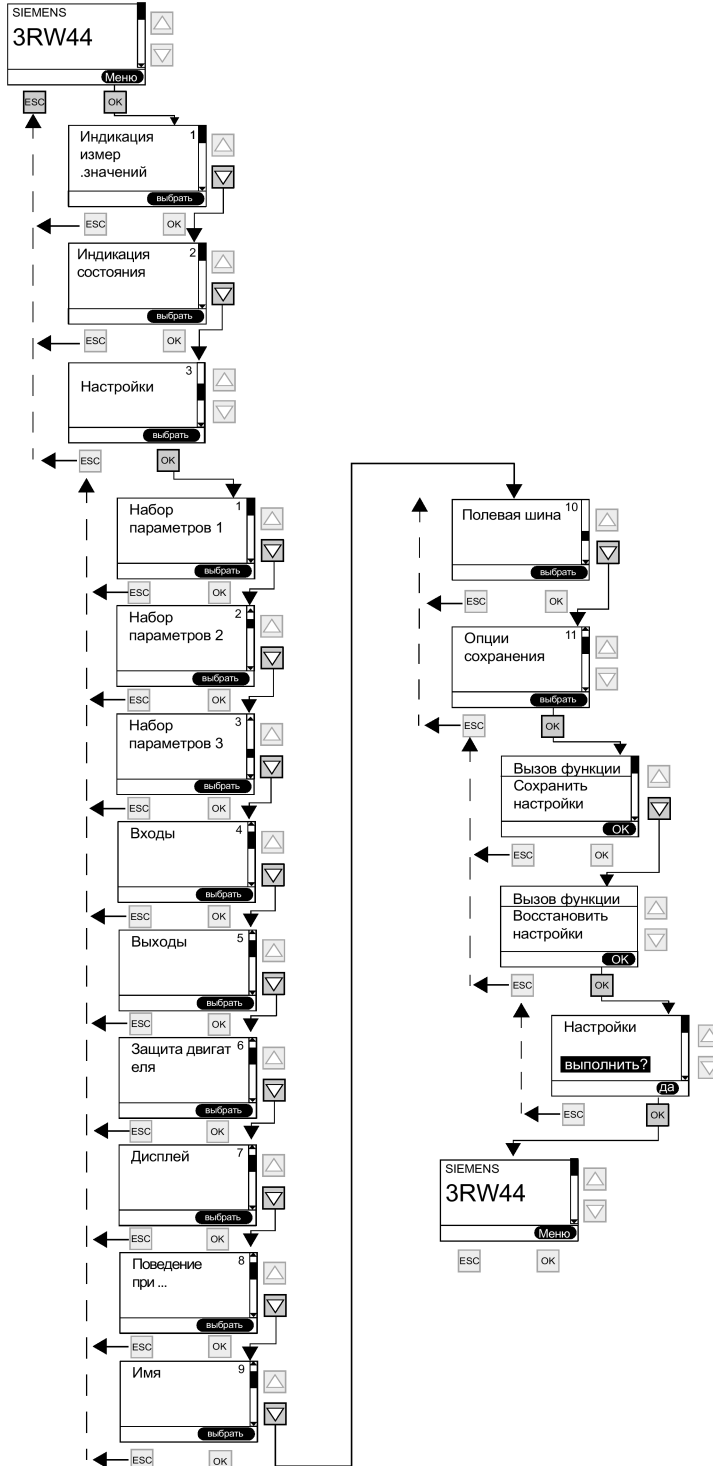 SIEMENS
3RW44
Меню
ESC
OK
Индикация
измер
.значений
1
выбрать
ESC
OK
Индикация
состояния
2
выбрать
ESC
OK
Настройки
3
выбрать
ESC
OK
Набор
параметров 1
1
выбрать
ESC
OK
Набор
параметров 2
2
выбрать
ESC
OK
Набор
параметров 3
3
выбрать
ESC
OK
Входы
4
выбрать
ESC
OK
Выходы
5
выбрать
ESC
OK
Защита двигат
еля
6
выбрать
ESC
OK
Дисплей
7
выбрать
ESC
OK
Поведение
при ...
8
выбрать
ESC
OK
Имя
9
выбрать
ESC
OK
Полевая шина
10
выбрать
ESC
OK
Опции
сохранения
11
выбрать
ESC
OK
Вызов функции
Сохранить
настройки
OK
ESC
OK
Вызов функции
Восстановить
настройки
OK
ESC
OK
Настройки
выполнить?
да
ESC
OK
SIEMENS
3RW44
Меню
ESC
OK